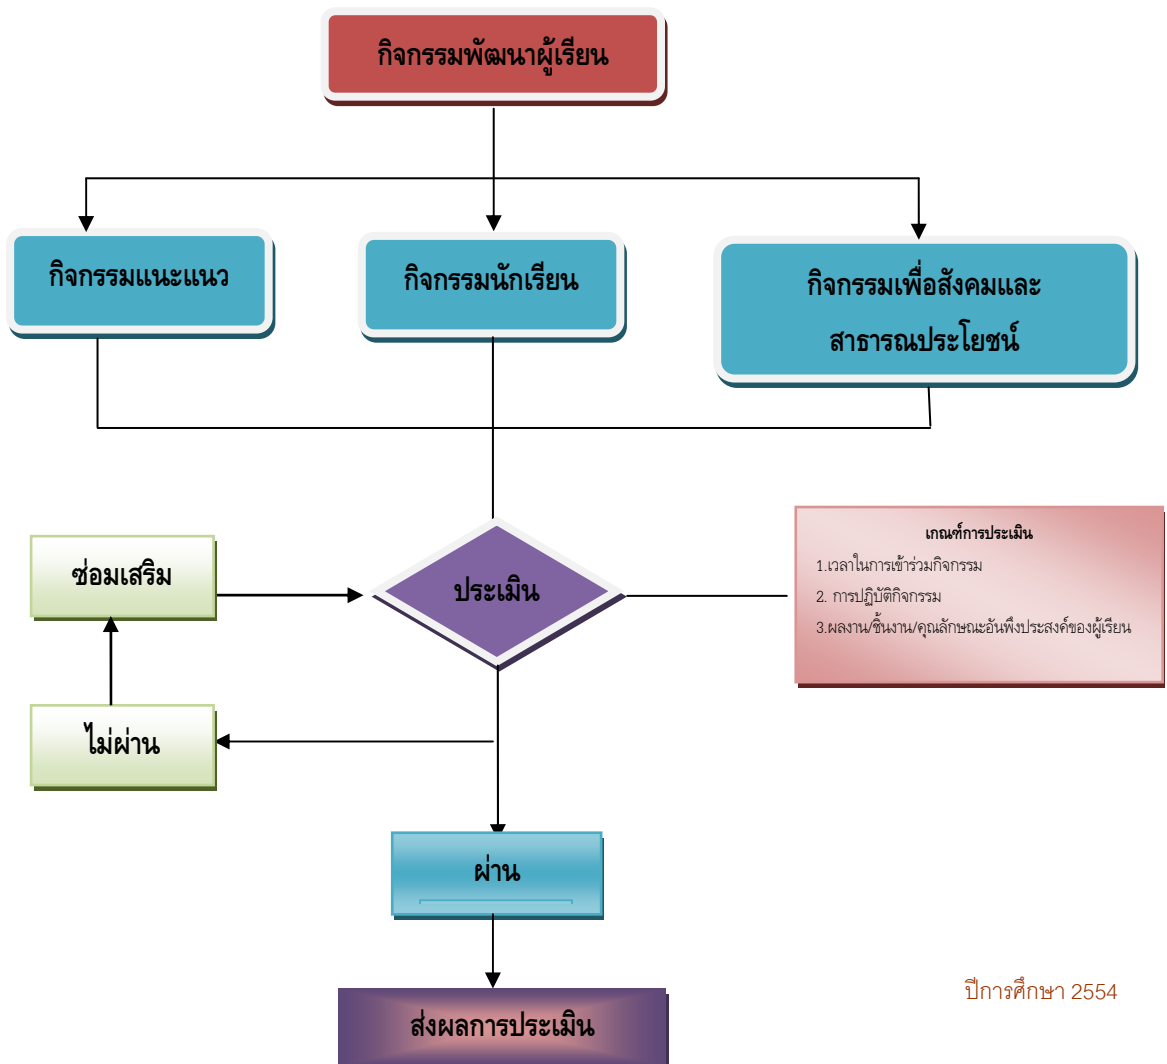 กิจกรรมพัฒนาผู้เรียน
กิจกรรมแนะแนว
กิจกรรมนักเรียน
กิจกรรมเพื่อสังคมและ
สาธารณประโยชน์
ประเมิน
เกณฑ์การประเมิน
1.เวลาในการเข้าร่วมกิจกรรม
2. การปฏิบัติกิจกรรม
3.ผลงาน/ชิ้นงาน/คุณลักษณะอันพึงประสงค์ของผู้เรียน
ซ่อมเสริม
ไม่ผ่าน
ผ่าน
ส่งผลการประเมิน
ปีการศึกษา 2554